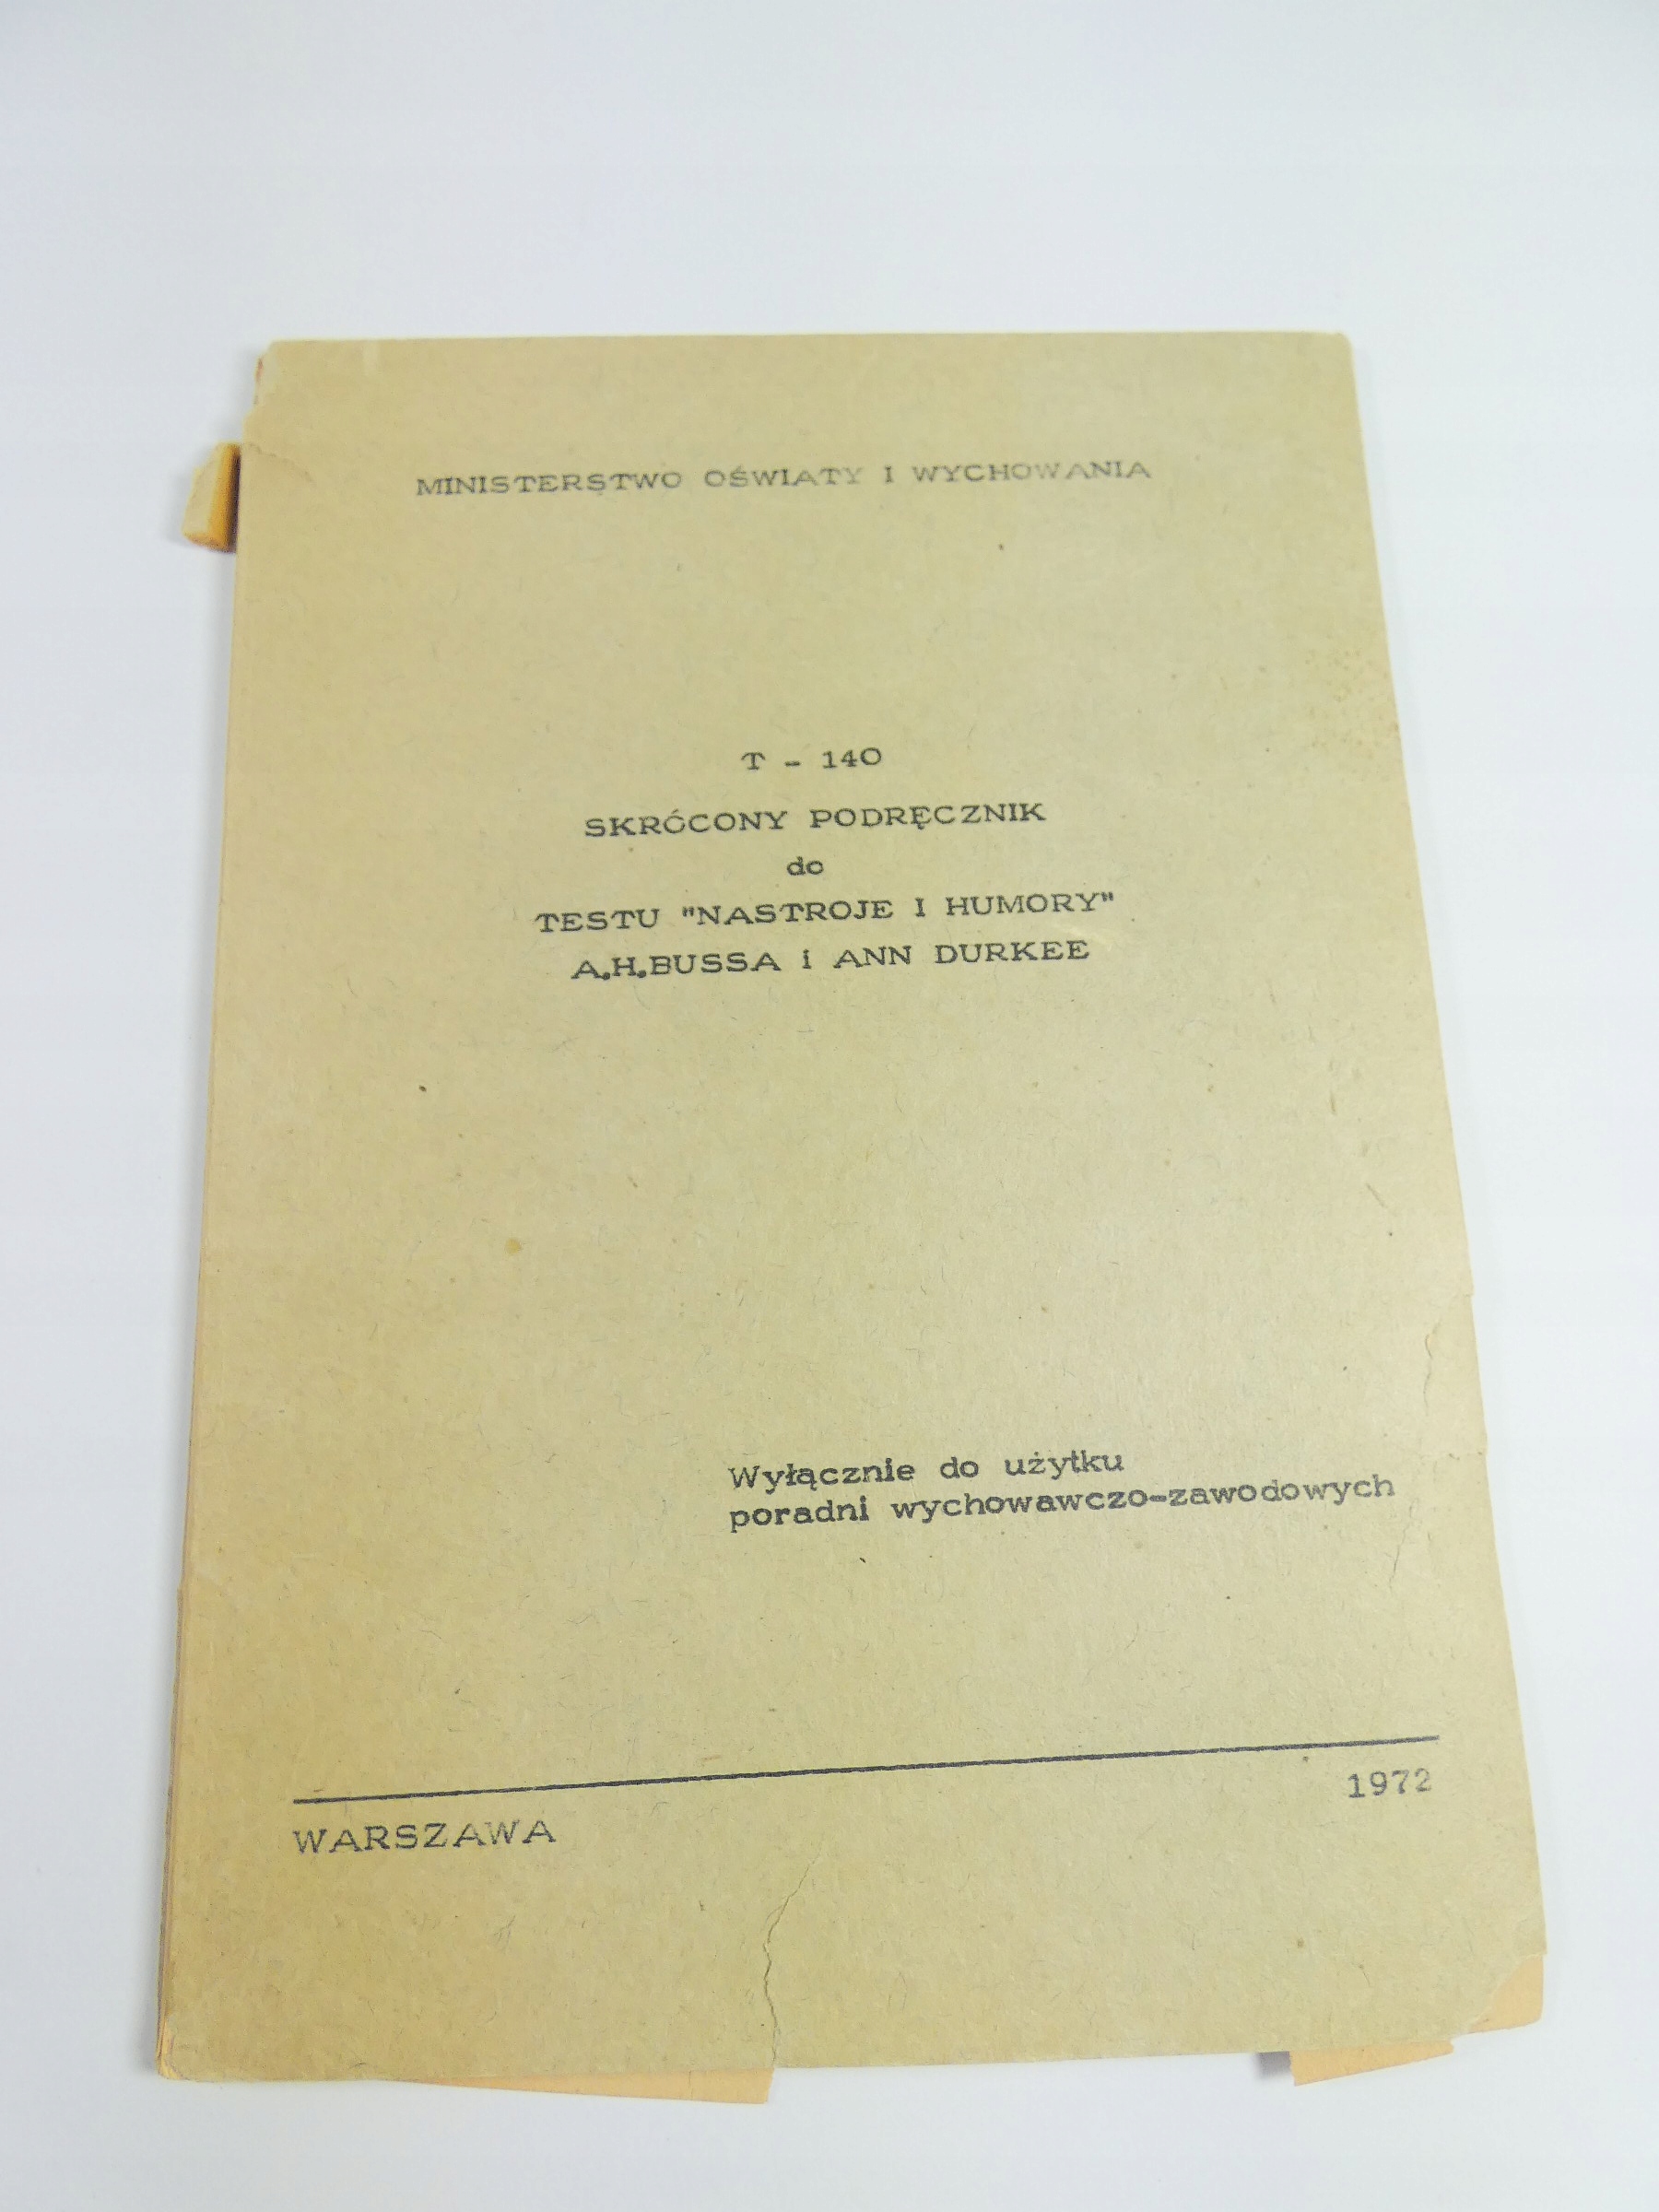 MINISTERSTWO OŚWIATY I WYCHOWANIA
T - 140
SKRÓCONY PODRĘCZNIK
do
TESTU "NASTROJE I HUMORY"
A.H.BUSSA i ANN DURKEE
Wyłącznie do użytku
poradni wychowawczo-zawodowych
WARSZAWA 1972